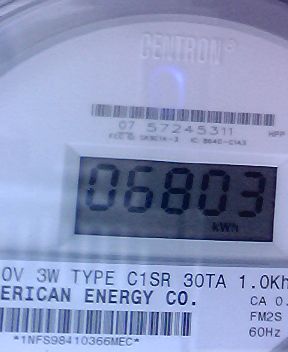 CENTRON®
07 57245311
HPP
06803
KWH
0V 3W TYPE C1SR 30TA 1.0Kh
ERICAN ENERGY CO.
CA 0.
FM2S
60Hz
*1NFS98410366MEC*